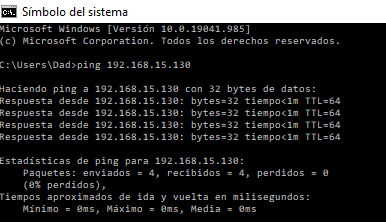 Símbolo del sistema
Microsoft Windows [Versión 10.0.19041.985]
(c) Microsoft Corporation. Todos los derechos reservados.
C:\Users\Dad>ping 192.168.15.130
Haciendo ping a 192.168.15.130 con 32 bytes de datos:
Respuesta desde 192.168.15.130: bytes=32 tiempo<1m TTL=64
Respuesta desde 192.168.15.130: bytes=32 tiempo<1m TTL=64
Respuesta desde 192.168.15.130: bytes=32 tiempo<1m TTL=64
Respuesta desde 192.168.15.130: bytes=32 tiempo<1m TTL=64
Estadísticas de ping para 192.168.15.130:
Paquetes: enviados = 4, recibidos = 4, perdidos = 0
(0% perdidos),
Tiempos aproximados de ida y vuelta en milisegundos:
Mínimo = 0ms, Máximo = 0ms, Media = 0ms